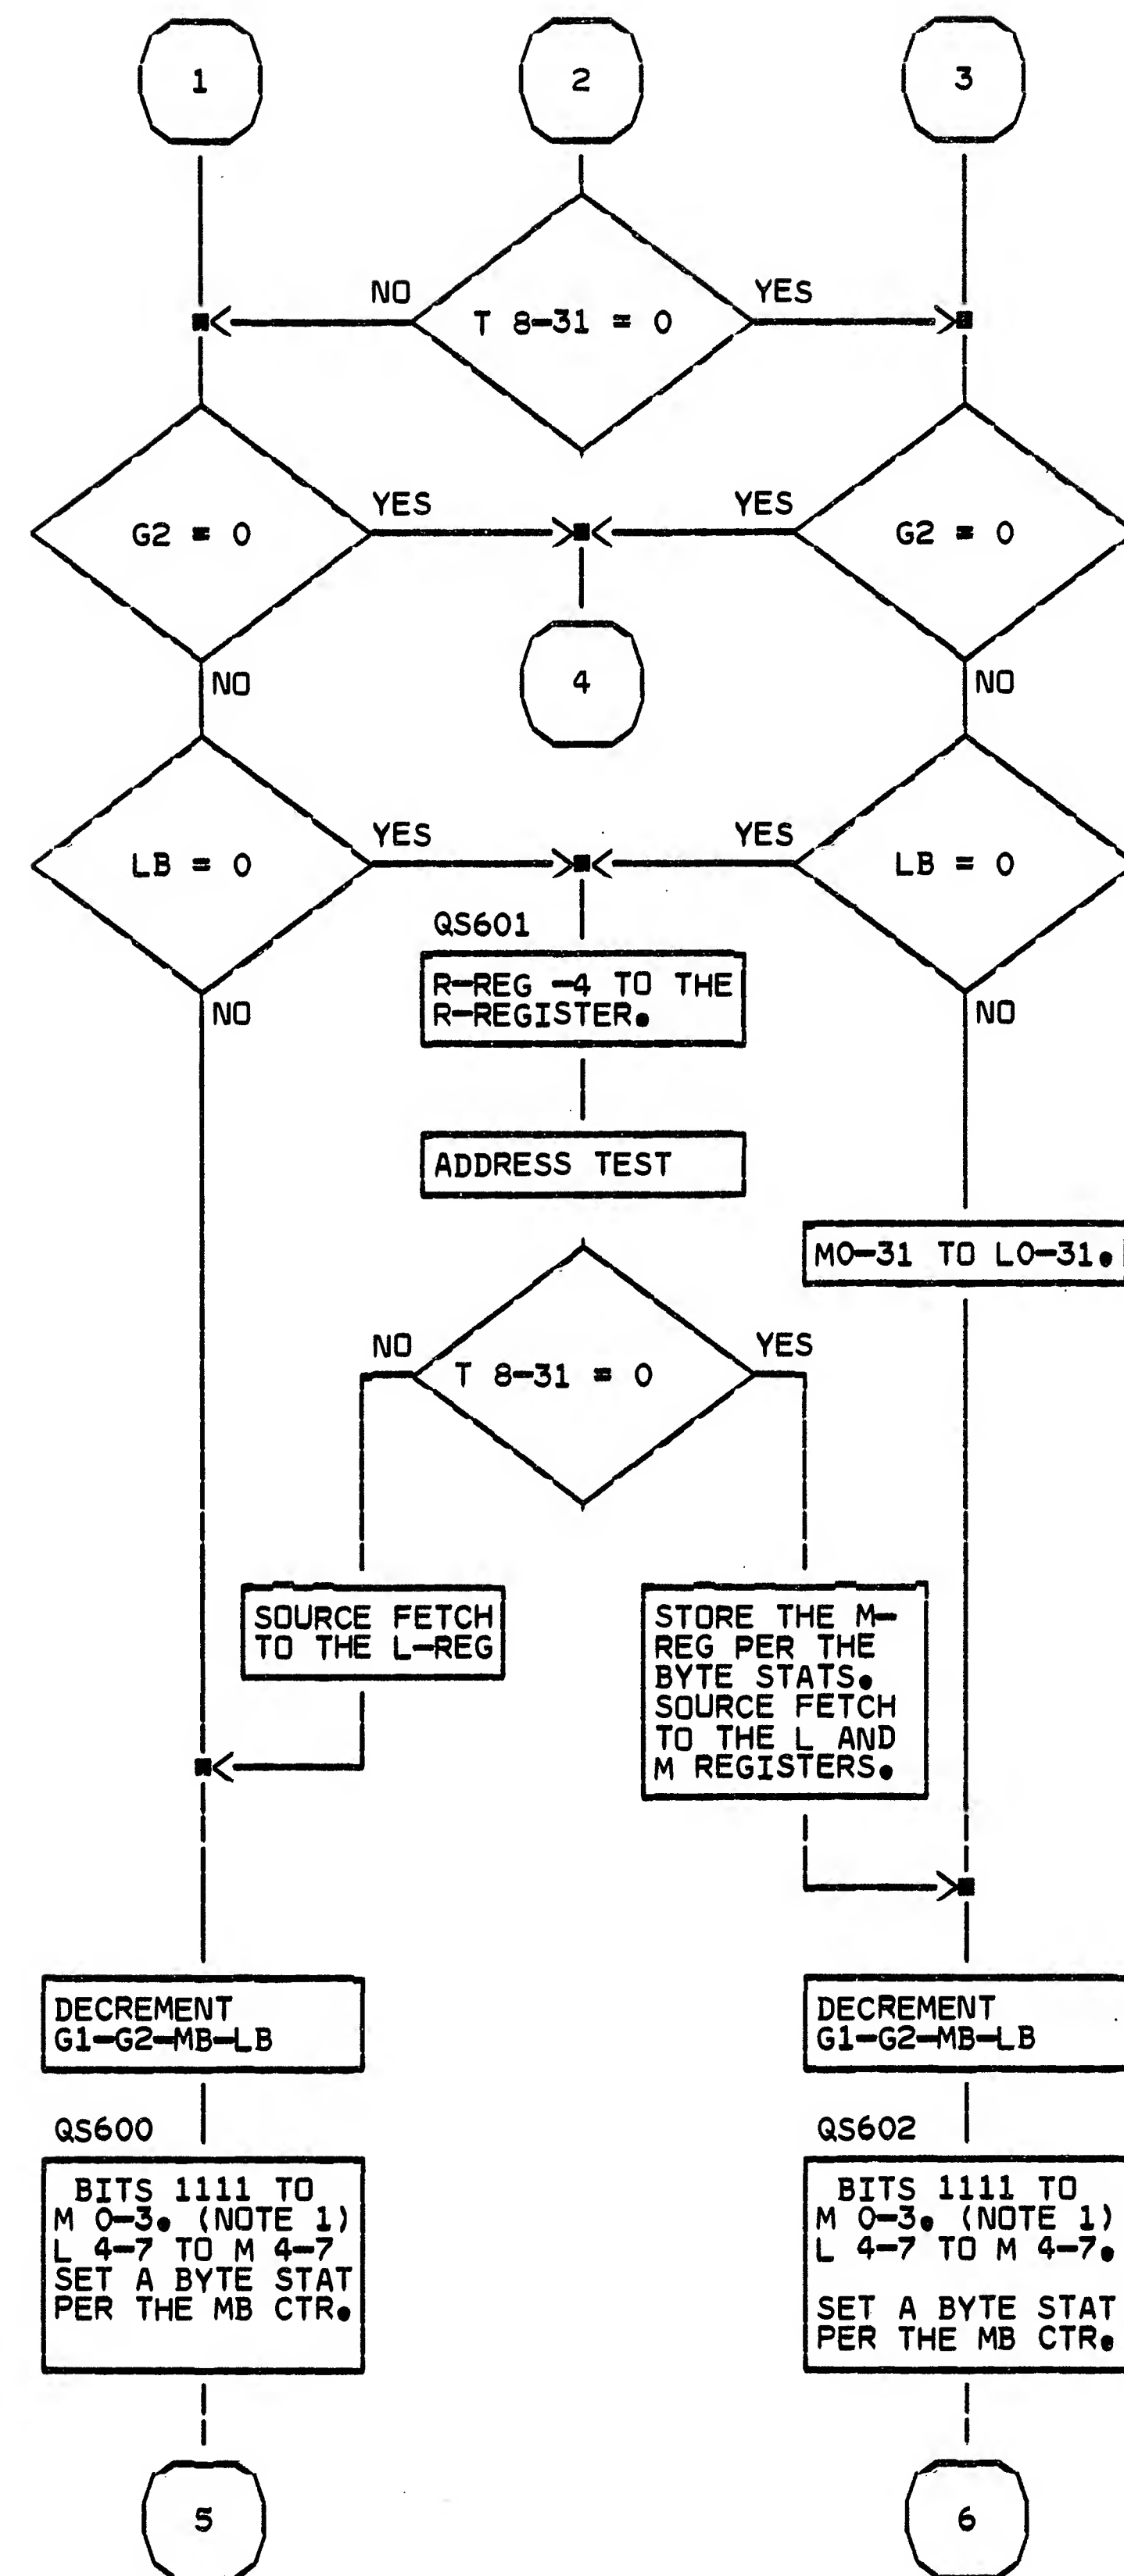 1
2
3
NO
YES
T 8-31 = 0
G2 = 0
YES
YES
G2 = 0
NO
4
NO
LB = 0
YES
YES
LB = 0
NO
NO
QS601
R-REG -4 TO THE
R-REGISTER.
ADDRESS TEST
M0-31 TO L0-31.
NO
YES
T 8-31 = 0
SOURCE FETCH
TO THE L-REG
STORE THE M-
REG PER THE
BYTE STATS.
SOURCE FETCH
TO THE L AND
M REGISTERS.
DECREMENT
G1-G2-MB-LB
DECREMENT
G1-G2-MB-LB
QS600
BITS 1111 TO
M 0-3. (NOTE 1)
L 4-7 TO M 4-7
SET A BYTE STAT
PER THE MB CTR.
QS602
BITS 1111 TO
M 0-3. (NOTE 1)
L 4-7 TO M 4-7.
SET A BYTE STAT
PER THE MB CTR.
5
6